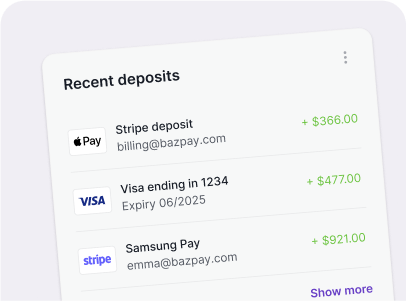 Recent deposits
Pay
Stripe deposit
billing@bazpay.com
+ $366.00
VISA
Visa ending in 1234
Expiry 06/2025
+ $477.00
stripe
Samsung Pay
emma@bazpay.com
+ $921.00
Show more